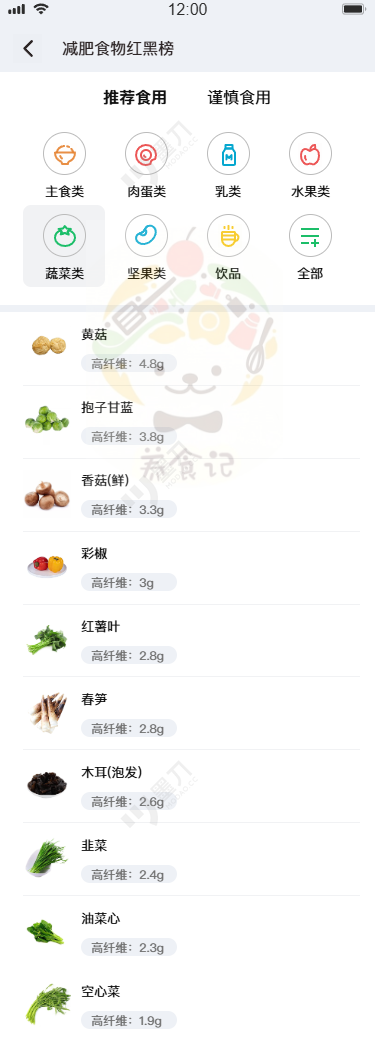 12:00
减肥食物红黑榜
推荐食用 谨慎食用
主食类 肉蛋类 乳类 水果类
蔬菜类 坚果类 饮品 全部
黄菇
高纤维：4.8g
抱子甘蓝
高纤维：3.8g
养食记
香菇(鲜)
高纤维：3.3g
彩椒
高纤维：3g
红薯叶
高纤维：2.8g
春笋
高纤维：2.8g
木耳(泡发)
高纤维：2.6g
韭菜
高纤维：2.4g
油菜心
高纤维：2.3g
空心菜
高纤维：1.9g